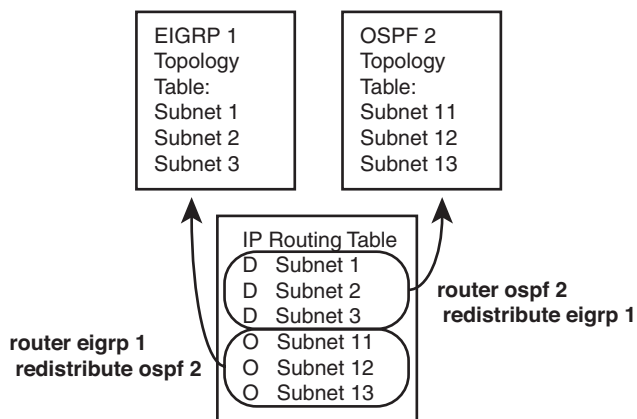 EIGRP 1
Topology
Table:
Subnet 1
Subnet 2
Subnet 3
OSPF 2
Topology
Table:
Subnet 11
Subnet 12
Subnet 13
IP Routing Table
D Subnet 1
D Subnet 2
D Subnet 3
O Subnet 11
O Subnet 12
O Subnet 13
router ospf 2
redistribute eigrp 1
router eigrp 1
redistribute ospf 2